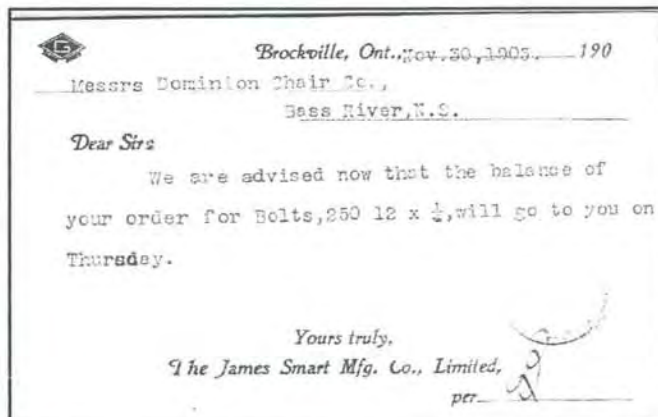 G
Brockville, Ont., Nov. 30, 1903. 190
Messrs Dominion Chair Co.,
Bass River, N.S.
Dear Sirs
We are advised now that the balance of
your order for Bolts,250 12 x ¼,will go to you on
Thursday.
Yours truly,
The James Smart Mfg. Co., Limited,
per